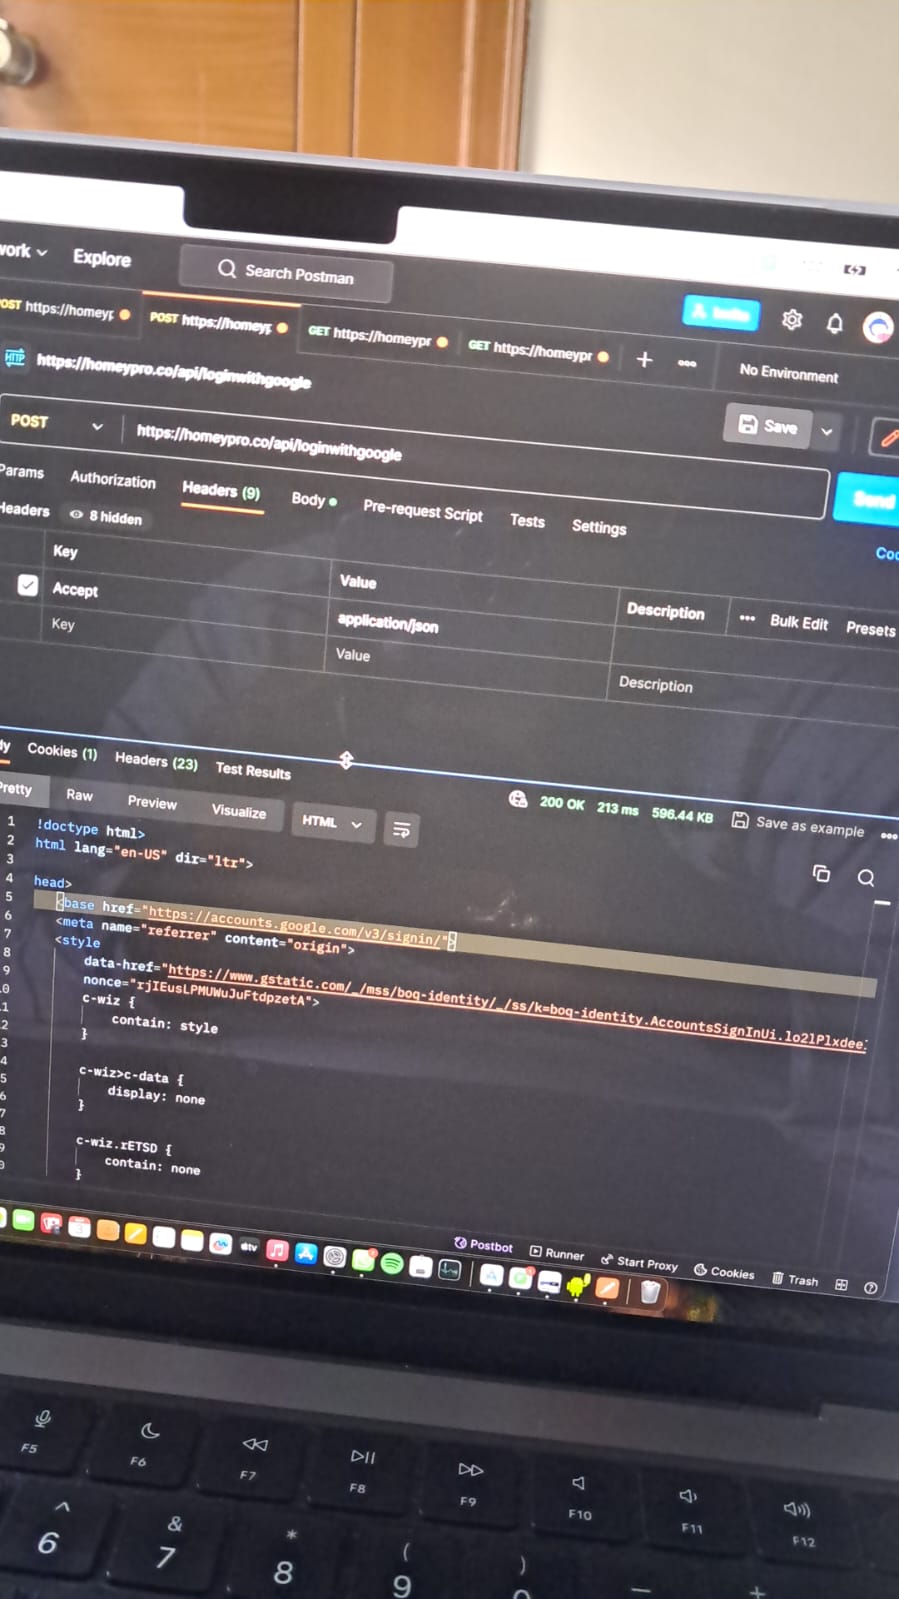 work
Explore
Search Postman
POST https://homeyp
POST https://homeyp
GET https://homeypr
GET https://homeypr
No Environment
HTTP
https://homeypro.co/api/loginwithgoogle
Save
POST
https://homeypro.co/api/loginwithgoogle
Send
Params
Authorization
Headers (9)
Body
Pre-request Script
Tests
Settings
Coo
Headers
8 hidden
Key
Value
Description
Bulk Edit
Presets
Accept
application/json
Key
Value
Description
dy
Cookies (1)
Headers (23)
Test Results
200 OK
213 ms
596.44 KB
Save as example
Pretty
Raw
Preview
Visualize
HTML
1 !doctype html>
2 html lang="en-US" dir="ltr">
3
4 head>
5 <base href="https://accounts.google.com/v3/signin/">
6 <meta name="referrer" content="origin">
7 <style
8 data-href="https://www.gstatic.com/_/mss/boq-identity/_/ss/k=boq-identity.AccountsSignInUi.lo2lPlxdee.
9 nonce="rjIEusLPMUWuJuFtdpzetA">
0 c-wiz {
1 contain: style
2 }
3
4 c-wiz>c-data {
5 display: none
6 }
7
8 c-wiz.rETSD {
9 contain: none
0 }
Postbot
Runner
Start Proxy
Cookies
Trash
tv
F5
F6
F7
F8
F9
F10
F11
F12
^
6
&
7
*
8
(
9
)
—
+